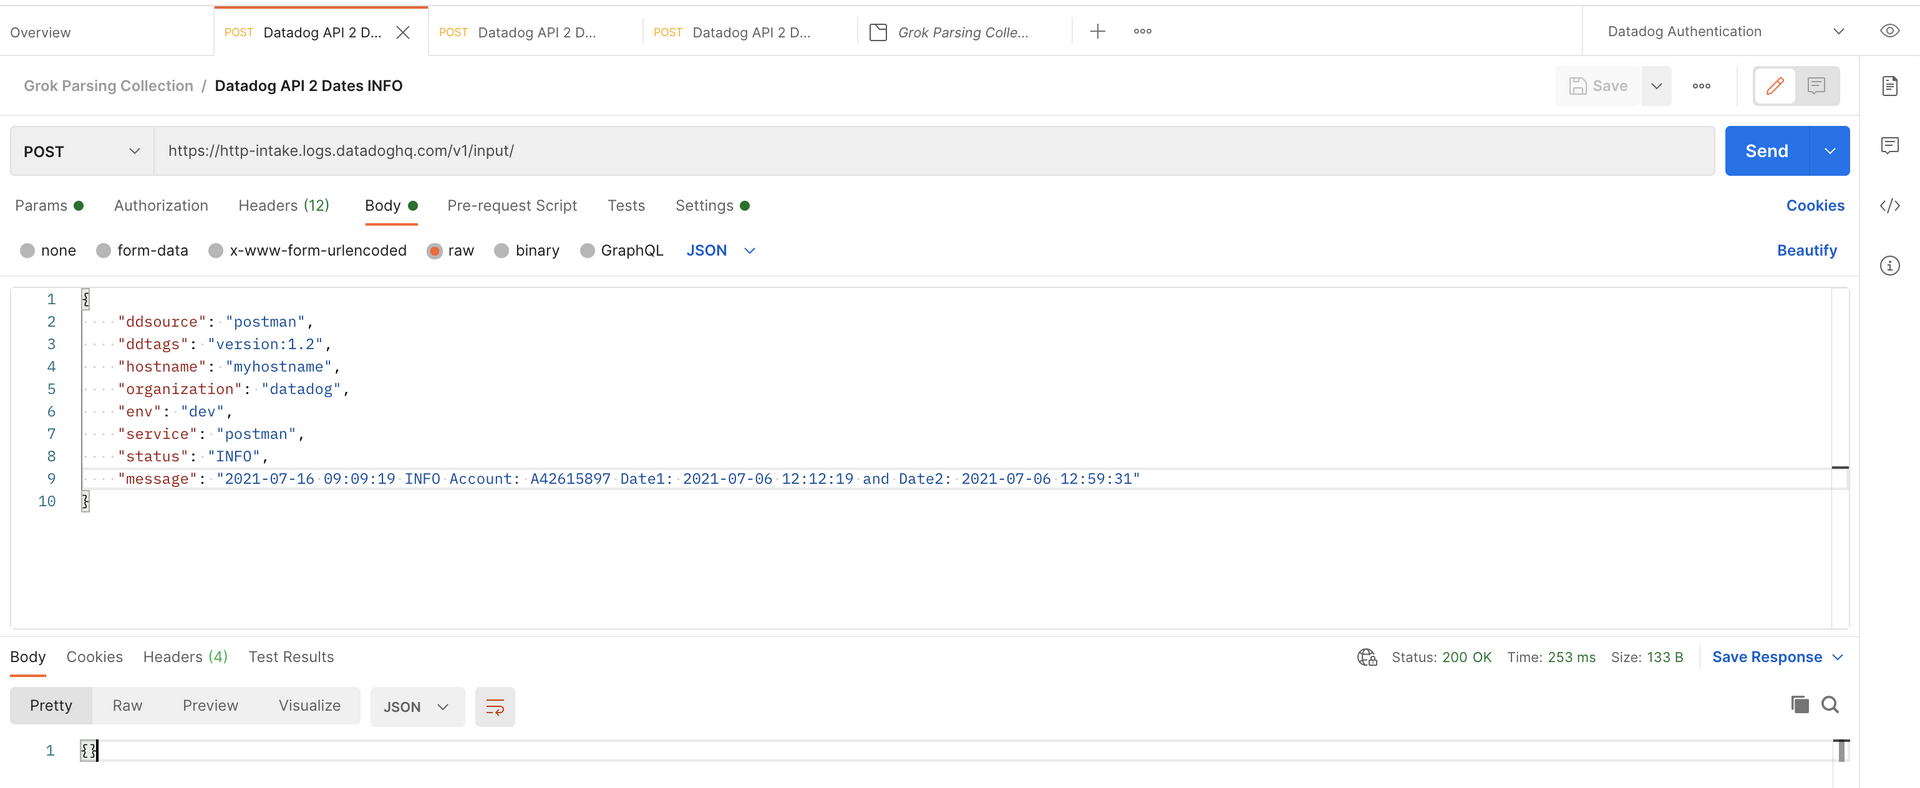 Overview POST Datadog API 2 D... POST Datadog API 2 D... POST Datadog API 2 D... Grok Parsing Colle... Datadog Authentication
Grok Parsing Collection / Datadog API 2 Dates INFO Save
POST https://http-intake.logs.datadoghq.com/v1/input/ Send
Params Authorization Headers (12) Body Pre-request Script Tests Settings Cookies
none form-data x-www-form-urlencoded raw binary GraphQL JSON Beautify
1 {
2 "ddsource": "postman",
3 "ddtags": "version:1.2",
4 "hostname": "myhostname",
5 "organization": "datadog",
6 "env": "dev",
7 "service": "postman",
8 "status": "INFO",
9 "message": "2021-07-16 09:09:19 INFO Account: A42615897 Date1: 2021-07-06 12:12:19 and Date2: 2021-07-06 12:59:31"
10 }
Body Cookies Headers (4) Test Results Status: 200 OK Time: 253 ms Size: 133 B Save Response
Pretty Raw Preview Visualize JSON
1 {}